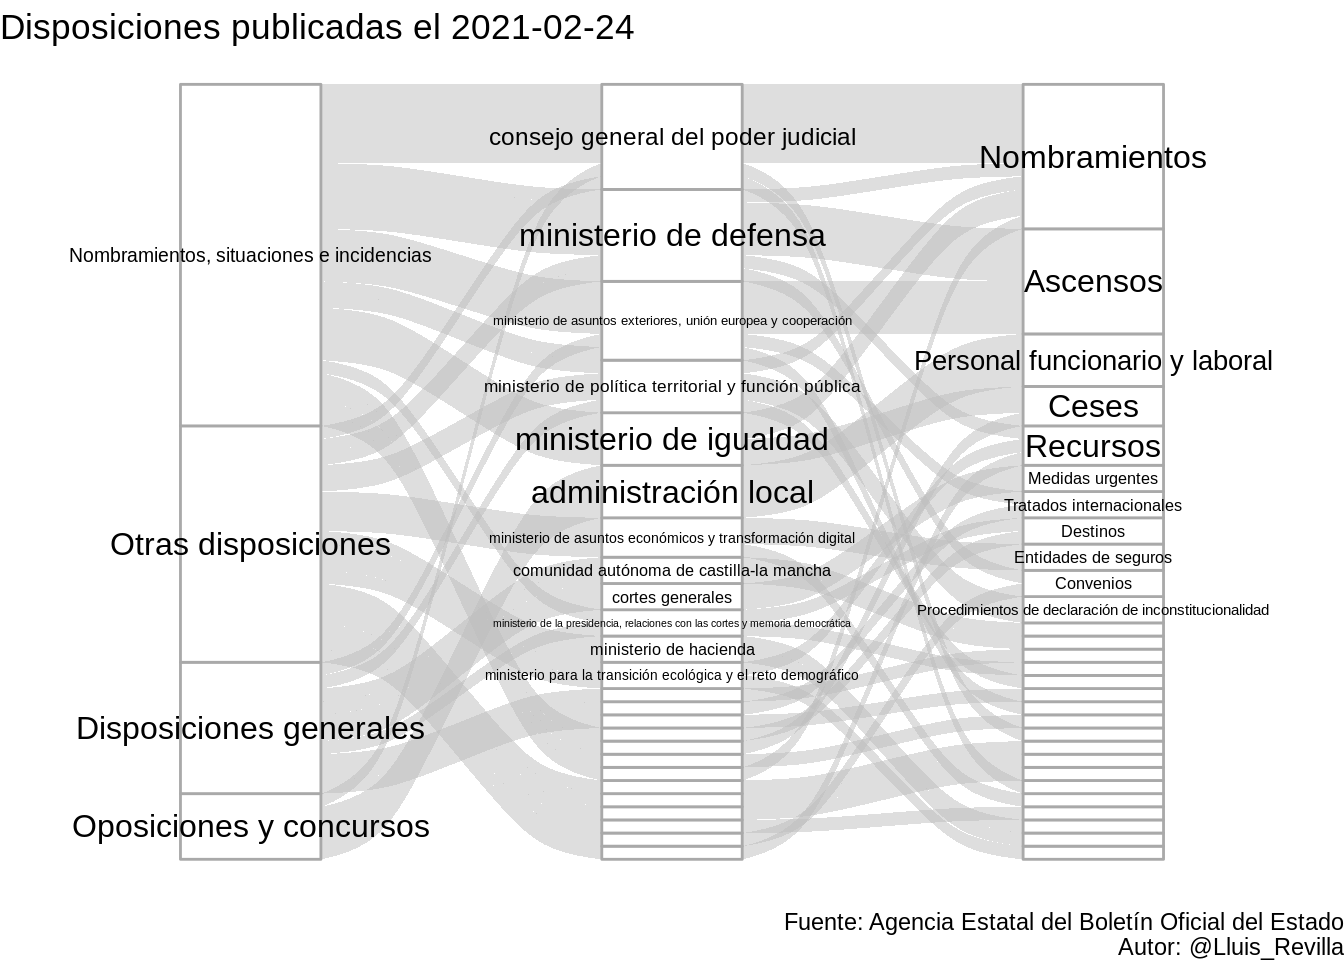 Disposiciones publicadas el 2021-02-24
Nombramientos, situaciones e incidencias
Otras disposiciones
Disposiciones generales
Oposiciones y concursos
consejo general del poder judicial
ministerio de defensa
ministerio de asuntos exteriores, unión europea y cooperación
ministerio de política territorial y función pública
ministerio de igualdad
administración local
ministerio de asuntos económicos y transformación digital
comunidad autónoma de castilla-la mancha
cortes generales
ministerio de la presidencia, relaciones con las cortes y memoria democrática
ministerio de hacienda
ministerio para la transición ecológica y el reto demográfico
Nombramientos
Ascensos
Personal funcionario y laboral
Ceses
Recursos
Medidas urgentes
Tratados internacionales
Destinos
Entidades de seguros
Convenios
Procedimientos de declaración de inconstitucionalidad
Fuente: Agencia Estatal del Boletín Oficial del Estado
Autor: @Lluis_Revilla